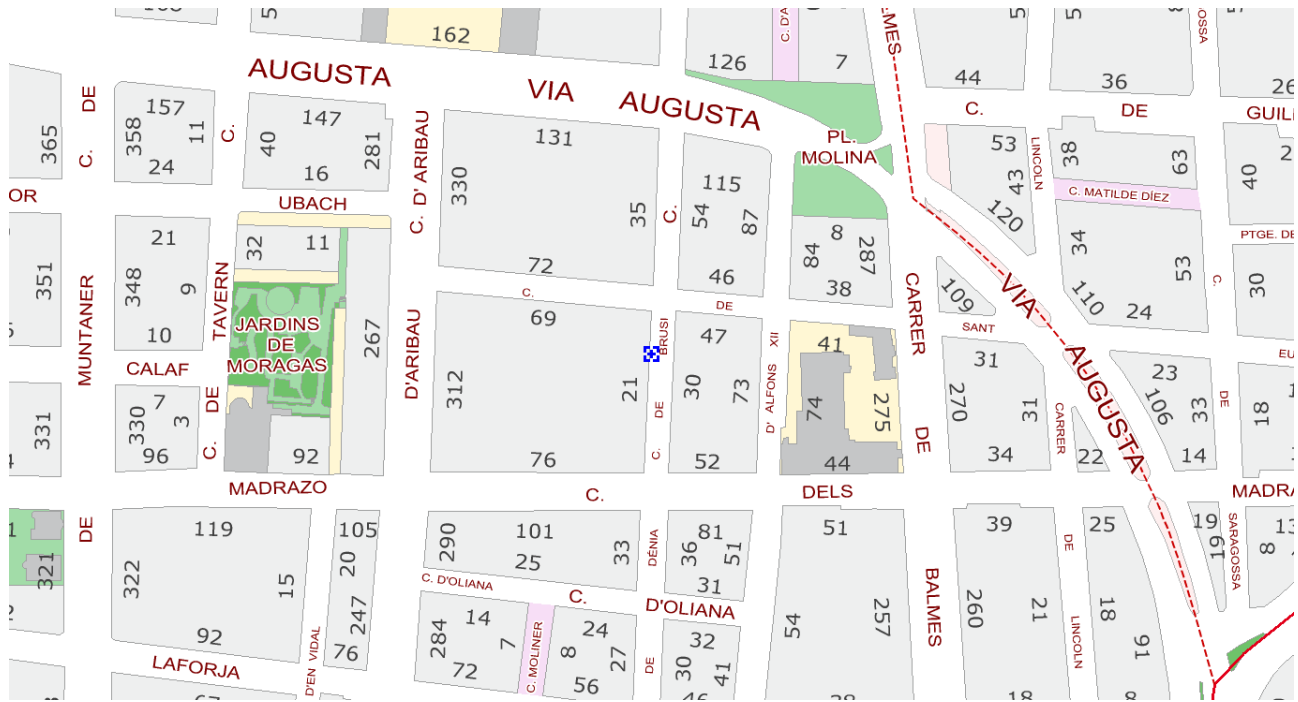 162
126
7
C. D'A
44
36
26
AUGUSTA
VIA
AUGUSTA
C.
DE
GUILI
365
DE
C.
157
358
11
24
C.
147
40
281
16
C. D' ARIBAU
131
330
35
C.
115
54
87
46
PL.
MOLINA
53
LINCOLN
43
120
38
63
C. MATILDE DÍEZ
40
2
OR
UBACH
21
348
9
10
32
11
TAVERN
351
MUNTANER
JARDINS
DE
MORAGAS
267
D'ARIBAU
72
C.
DE
8
84
287
38
CARRER
109
SANT
VIA
34
53
110
24
C.
PTGE. DE
30
EU
69
312
21
76
BRUSI
DE
C.
47
30
73
52
D' ALFONS XII
41
74
275
44
DE
31
270
31
34
CARRER
22
AUGUSTA
23
106
33
14
DE
18
CALAF
DE
C.
7
330
3
96
331
92
MADRAZO
C.
DELS
MADRA
DE
321
119
322
15
92
105
20
247
76
D'EN VIDAL
290
101
25
33
DÈNIA
81
36
51
31
51
54
257
BALMES
39
260
21
18
DE
LINCOLN
25
18
91
8
19
161
SARAGOSSA
13
8
C. D'OLIANA
C.
D'OLIANA
14
284
7
72
C. MOLINER
24
8
27
56
DE
32
30
41
LAFORJA